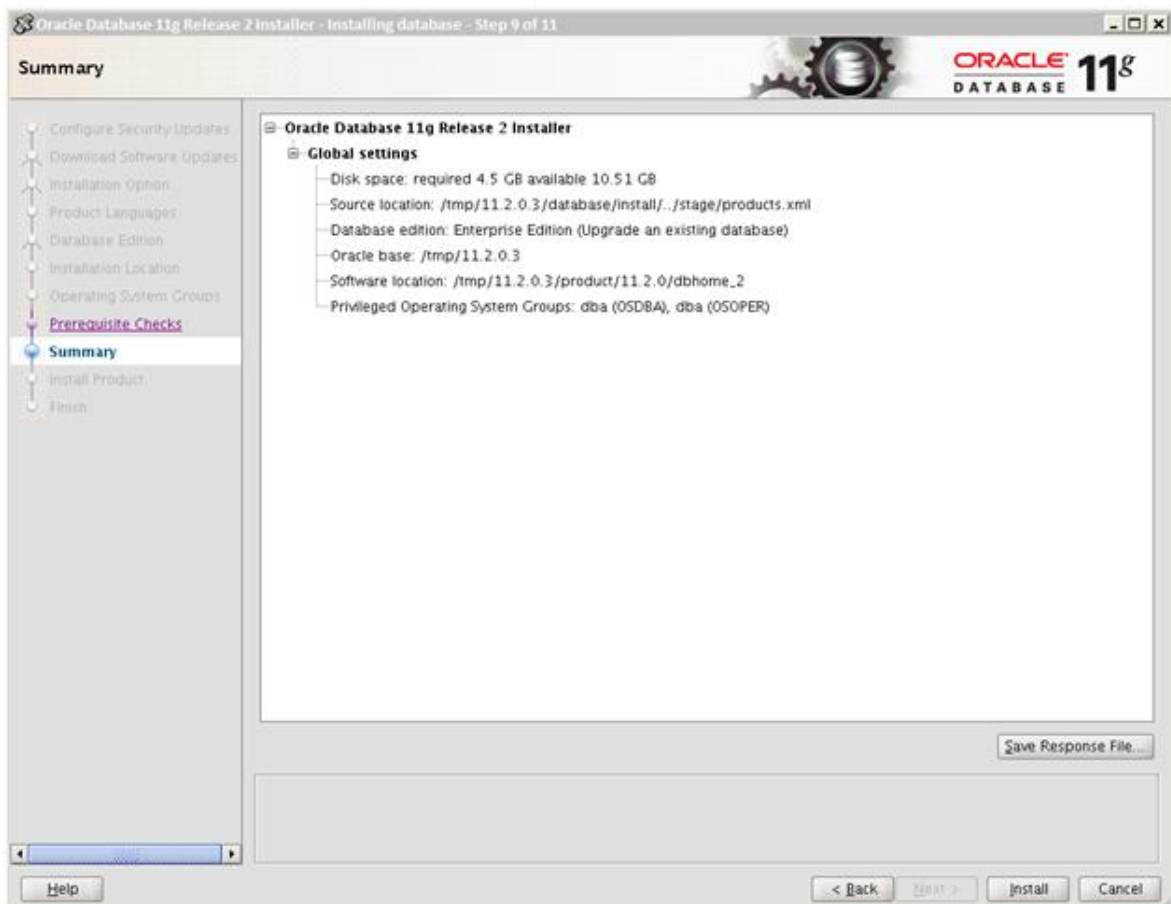 Oracle Database 11g Release 2 Installer - Installing database - Step 9 of 11
Summary
ORACLE
DATABASE
11g
Configure Security Updates
Download Software Updates
Installation Option
Product Languages
Database Edition
Installation Location
Operating System Groups
Prerequisite Checks
Summary
Install Product
Finish
Oracle Database 11g Release 2 Installer
Global settings
Disk space: required 4.5 GB available 10.51 GB
Source location: /tmp/11.2.0.3/database/install/../stage/products.xml
Database edition: Enterprise Edition (Upgrade an existing database)
Oracle base: /tmp/11.2.0.3
Software location: /tmp/11.2.0.3/product/11.2.0/dbhome_2
Privileged Operating System Groups: dba (OSDBA), dba (OSOPER)
Save Response File...
Help
< Back
Next >
Install
Cancel